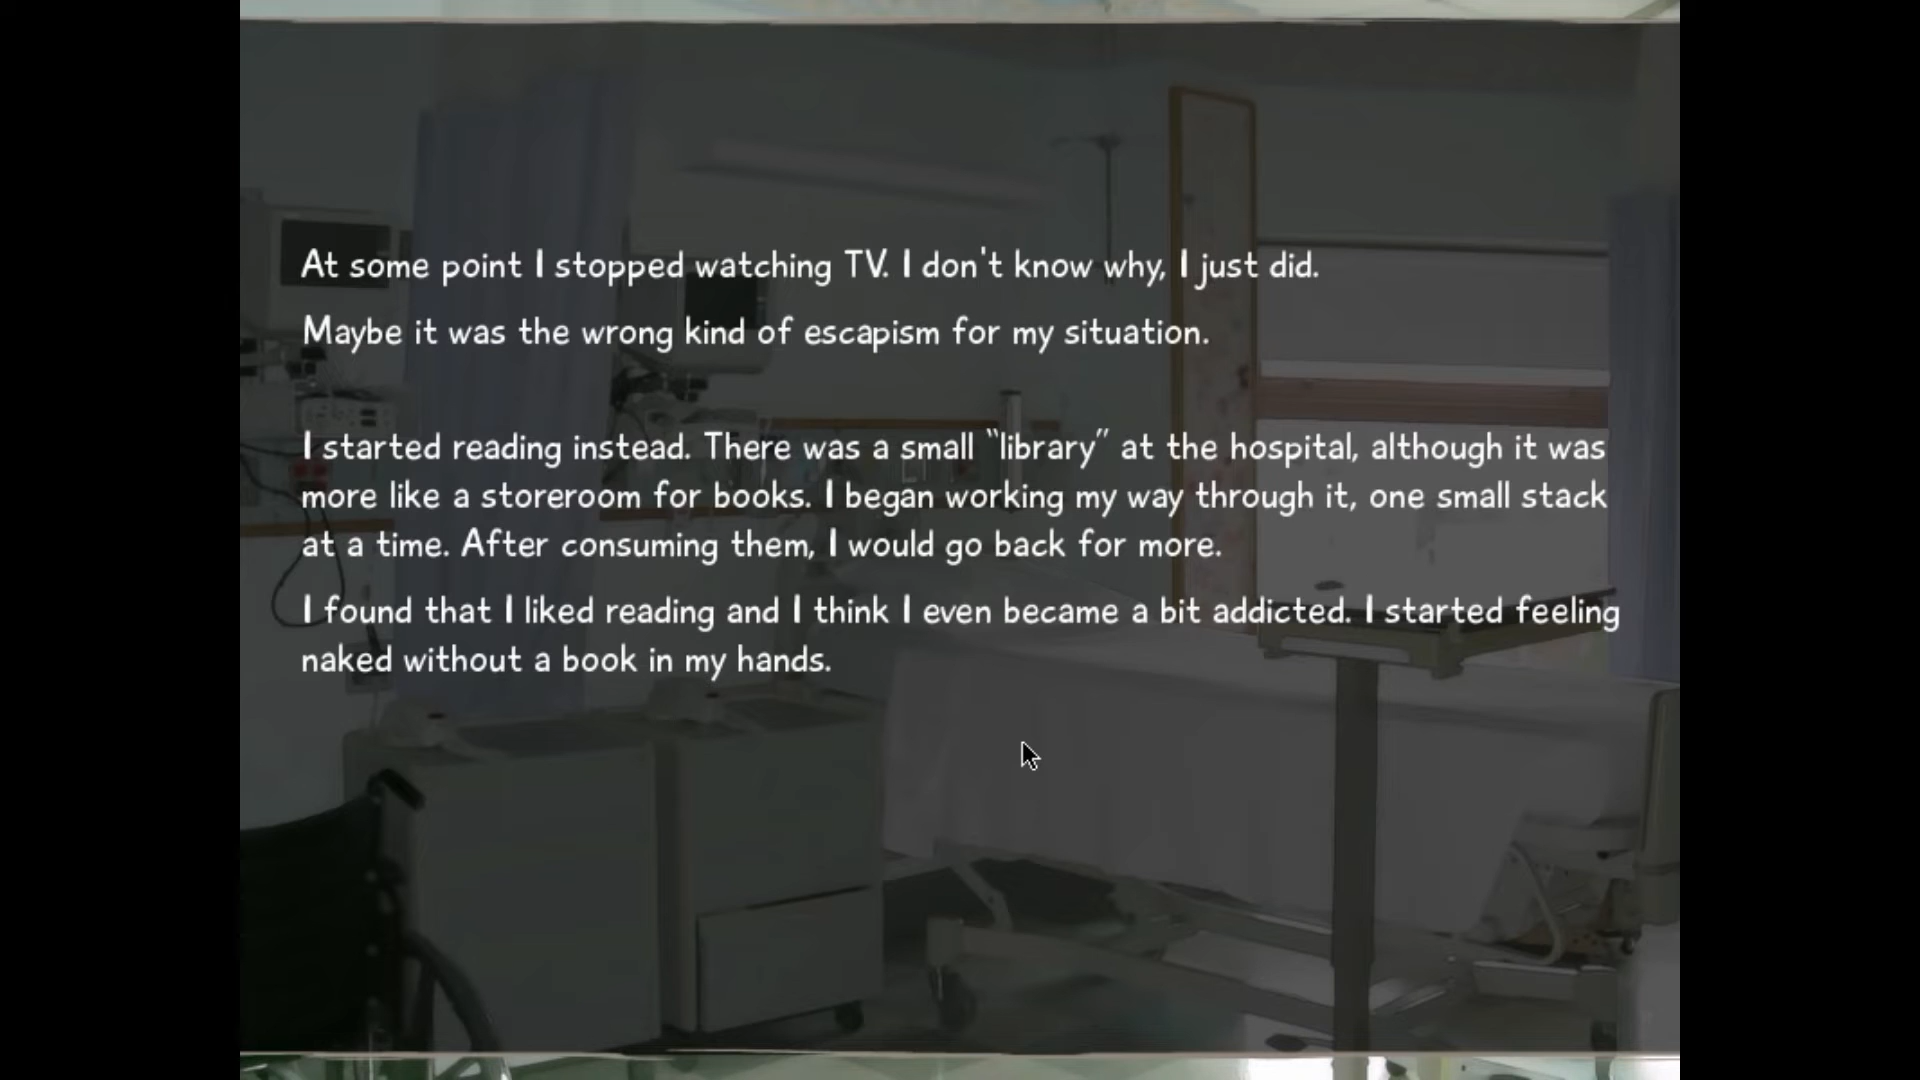 At some point I stopped watching TV. I don't know why, I just did.
Maybe it was the wrong kind of escapism for my situation.
I started reading instead. There was a small “library” at the hospital, although it was
more like a storeroom for books. I began working my way through it, one small stack
at a time. After consuming them, I would go back for more.
I found that I liked reading and I think I even became a bit addicted. I started feeling
naked without a book in my hands.